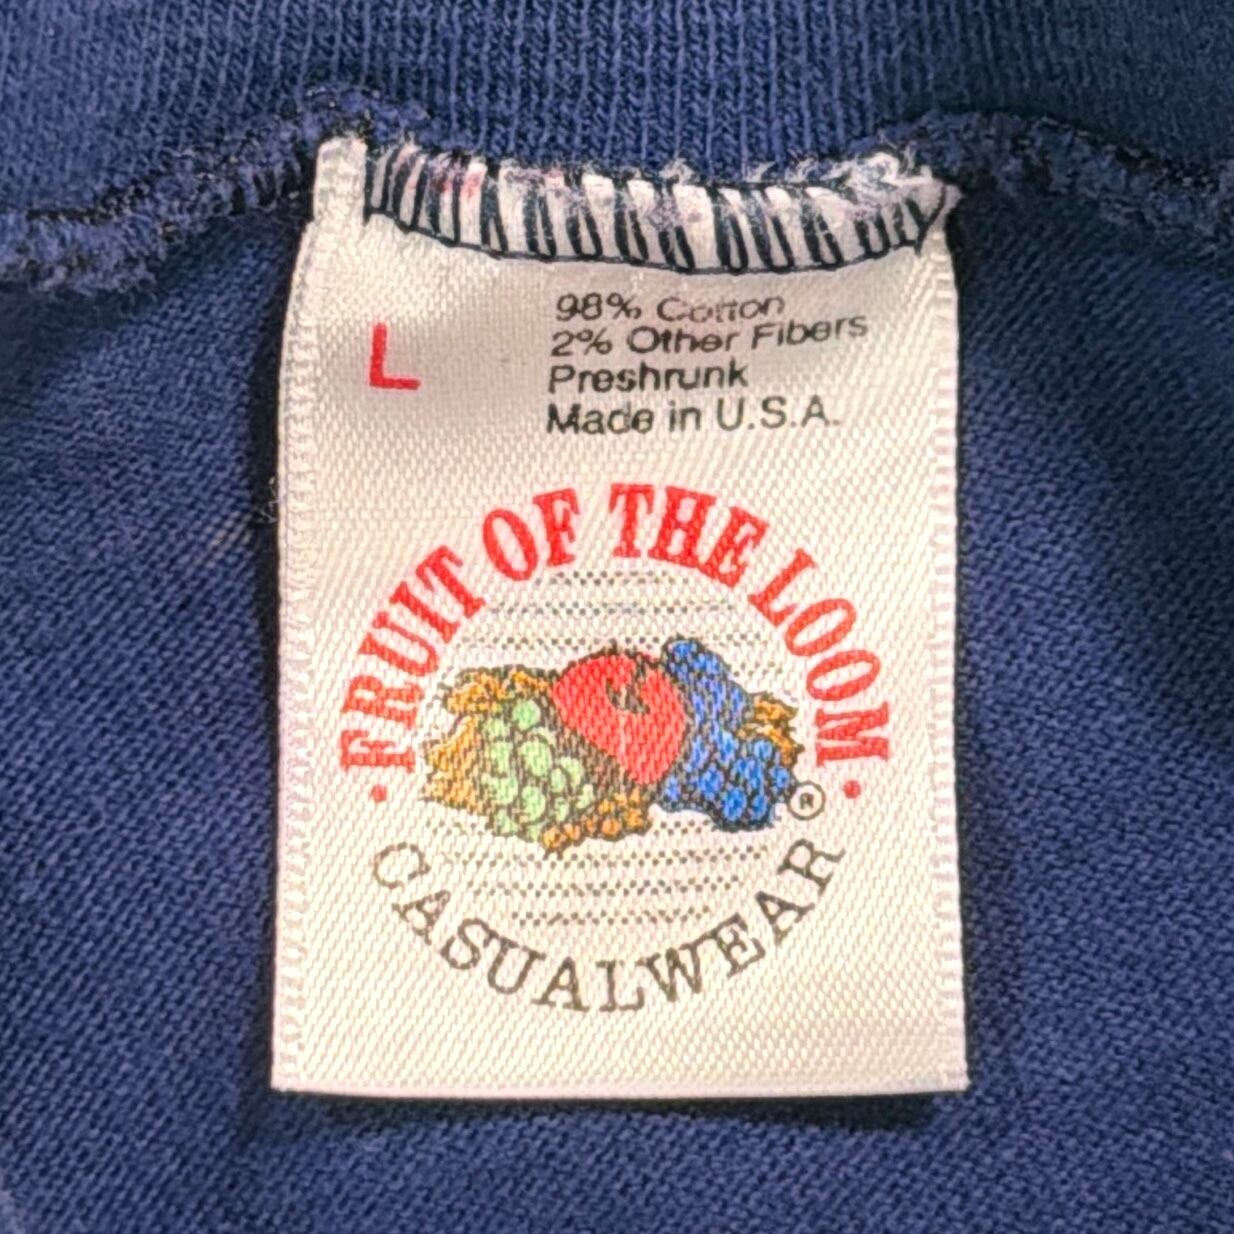 L
98% Cotton
2% Other Fibers
Preshrunk
Made in U.S.A.
• FRUIT OF THE LOOM •
®
CASUALWEAR